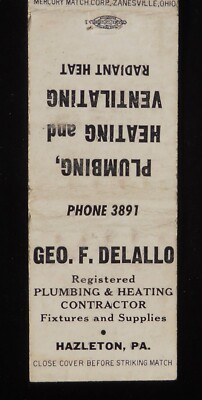 MERCURY MATCH CORP., ZANESVILLE, OHIO
PLUMBING,
HEATING and
VENTILATING
RADIANT HEAT
PHONE 3891
GEO. F. DELALLO
Registered
PLUMBING & HEATING
CONTRACTOR
Fixtures and Supplies
•
HAZLETON, PA.
CLOSE COVER BEFORE STRIKING MATCH